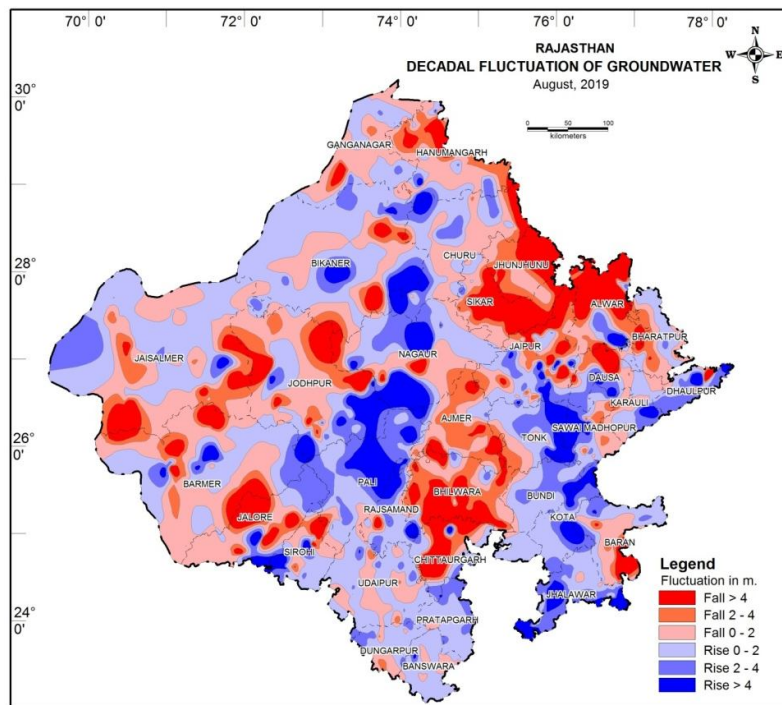 70° 0'
72° 0'
74° 0'
76° 0'
78° 0'
N
W E
S
RAJASTHAN
DECADAL FLUCTUATION OF GROUNDWATER
August, 2019
0 50 100
kilometers
30°
0'
28°
0'
26°
0'
24°
0'
GANGANAGAR
HANUMANGARH
CHURU
BIKANER
JHUNJHUNU
SIKAR
ALWAR
BHARATPUR
JAIPUR
NAGAUR
JAISALMER
JODHPUR
DAUSA
DHAULPUR
KARAULI
AJMER
SAWAI MADHOPUR
TONK
BARMER
PALI
BHILWARA
BUNDI
RAJSAMAND
JALORE
KOTA
BARAN
SIROHI
CHITTAURGARH
UDAIPUR
JHALAWAR
PRATAPGARH
DUNGARPUR
BANSWARA
Legend
Fluctuation in m.
Fall > 4
Fall 2 - 4
Fall 0 - 2
Rise 0 - 2
Rise 2 - 4
Rise > 4